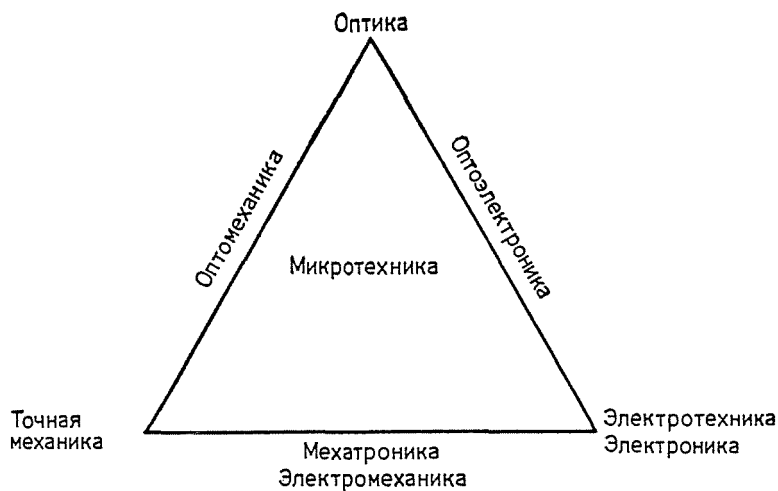 Оптика
Оптомеханика
Оптоэлектроника
Микротехника
Точная
механика
Электротехника
Электроника
Мехатроника
Электромеханика